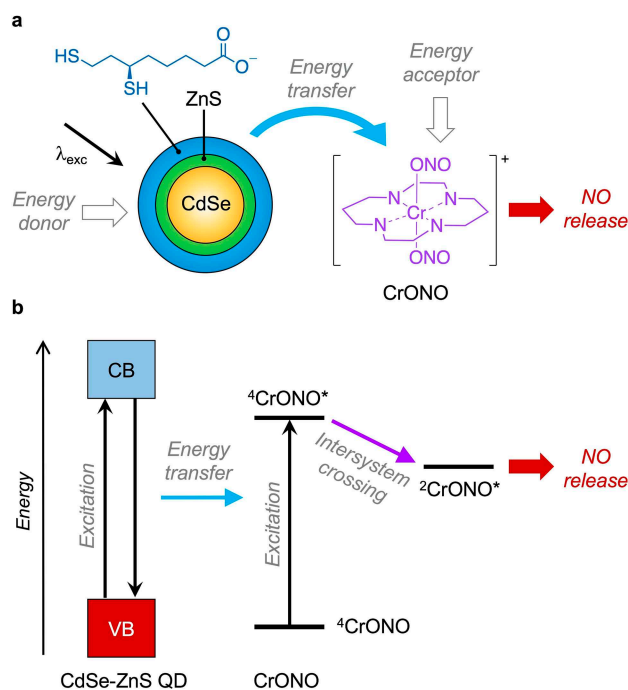 a
HS
SH
O
O−
ZnS
λexc
Energy
donor
CdSe
Energy
transfer
Energy
acceptor
+
ONO
N
N
Cr
N
N
ONO
CrONO
NO
release
b
Energy
CB
Excitation
VB
CdSe-ZnS QD
Energy
transfer
⁴CrONO*
Excitation
Intersystem
crossing
²CrONO*
NO
release
⁴CrONO
CrONO